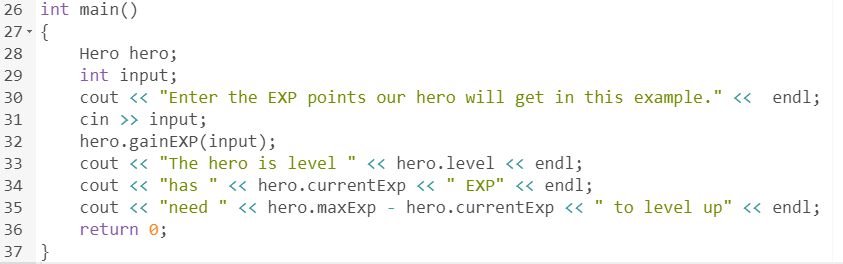 26 int main()
27 {
28     Hero hero;
29     int input;
30     cout << "Enter the EXP points our hero will get in this example." <<  endl;
31     cin >> input;
32     hero.gainEXP(input);
33     cout << "The hero is level " << hero.level << endl;
34     cout << "has " << hero.currentExp << " EXP" << endl;
35     cout << "need " << hero.maxExp - hero.currentExp << " to level up" << endl;
36     return 0;
37 }